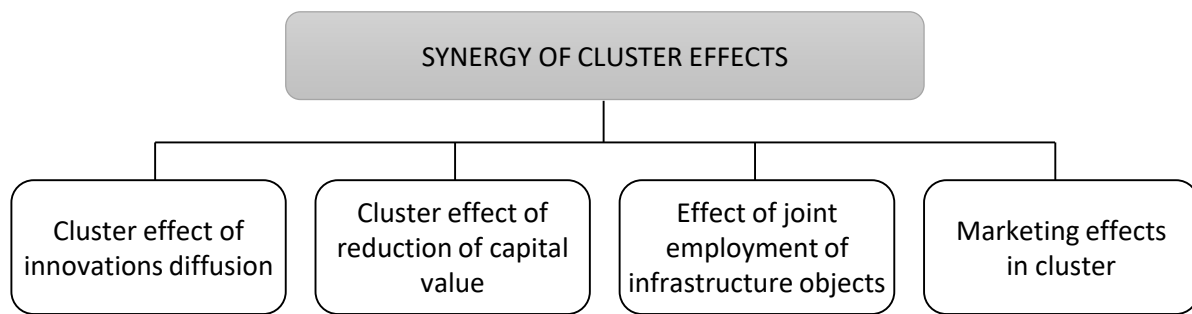 SYNERGY OF CLUSTER EFFECTS
Cluster effect of
innovations diffusion
Cluster effect of
reduction of capital
value
Effect of joint
employment of
infrastructure objects
Marketing effects
in cluster